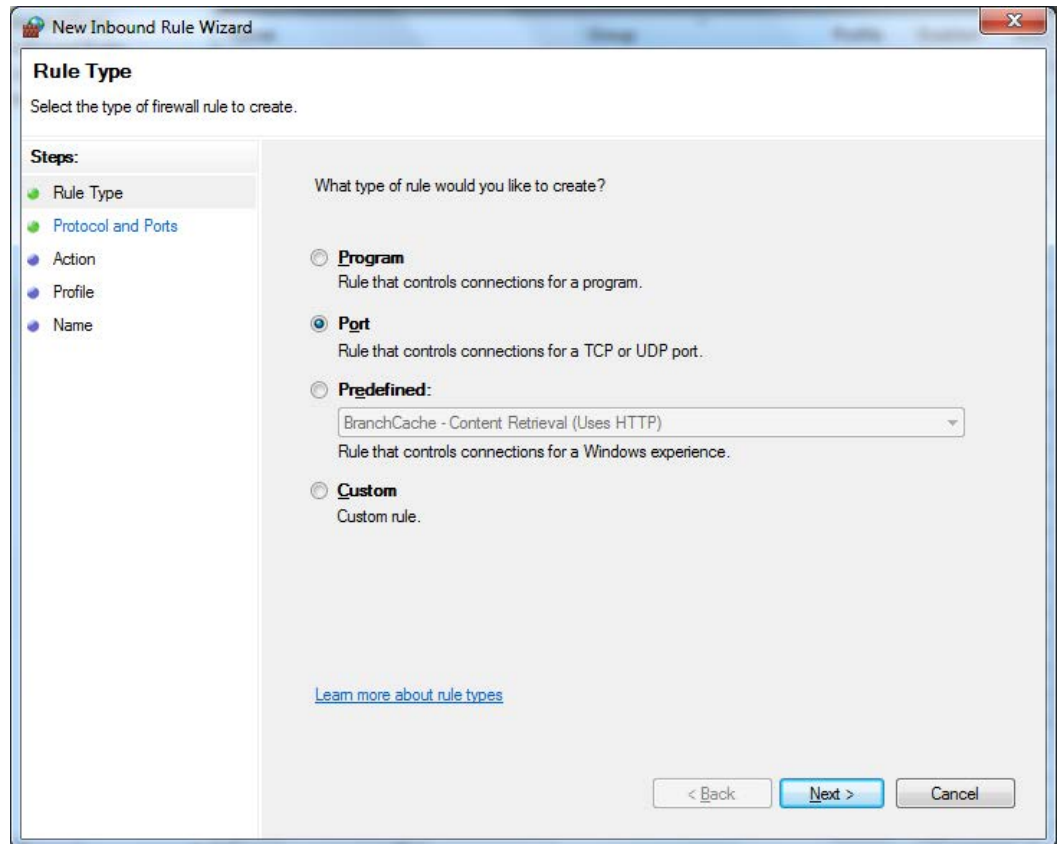 New Inbound Rule Wizard
Rule Type
Select the type of firewall rule to create.
Steps:
Rule Type
Protocol and Ports
Action
Profile
Name
What type of rule would you like to create?
Program
Rule that controls connections for a program.
Port
Rule that controls connections for a TCP or UDP port.
Predefined:
BranchCache - Content Retrieval (Uses HTTP)
Rule that controls connections for a Windows experience.
Custom
Custom rule.
Learn more about rule types
< Back Next > Cancel